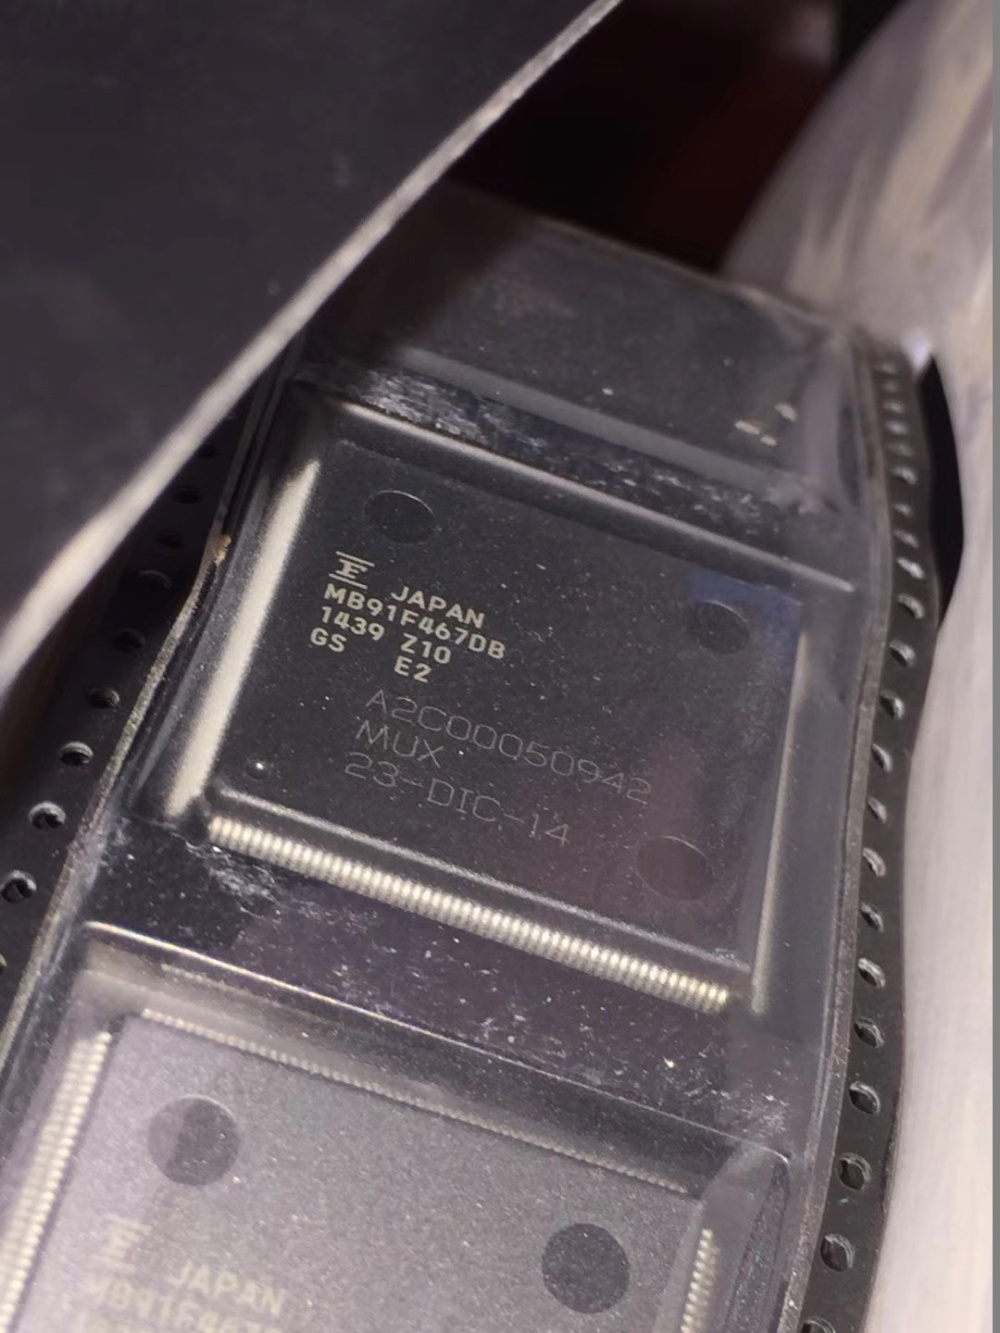 F JAPAN
MB91F467DB
1439 Z10
GS E2
A2C00050942
MUX
23-DIC-14
JAPAN